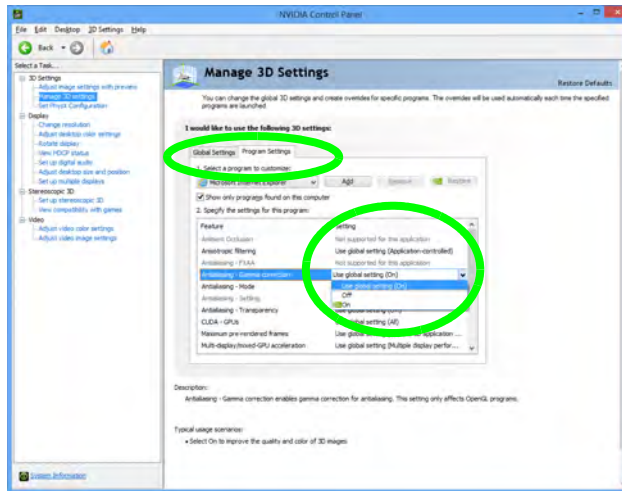 NVIDIA Control Panel
File Edit Desktop 3D Settings Help
Back
Select a Task...
3D Settings
Adjust image settings with preview
Manage 3D settings
Set PhysX Configuration
Display
Change resolution
Adjust desktop color settings
Rotate display
View HDCP status
Set up digital audio
Adjust desktop size and position
Set up multiple displays
Stereoscopic 3D
Set up stereoscopic 3D
View compatibility with games
Video
Adjust video color settings
Adjust video image settings
System Information
Manage 3D Settings
Restore Defaults
You can change the global 3D settings and create overrides for specific programs. The overrides will be used automatically each time the specified
programs are launched.
I would like to use the following 3D settings:
Global Settings Program Settings
1. Select a program to customize:
Microsoft Internet Explorer Add Remove Restore
Show only programs found on this computer
2. Specify the settings for this program:
Feature Setting
Ambient Occlusion Not supported for this application
Anisotropic filtering Use global setting (Application-controlled)
Antialiasing - FXAA Not supported for this application
Antialiasing - Gamma correction Use global setting (On)
Use global setting (On)
Off
On
Antialiasing - Mode
Antialiasing - Setting
Antialiasing - Transparency Use global setting
CUDA - GPUs Use global setting (All)
Maximum pre-rendered frames Use global setting application ...
Multi-display/mixed-GPU acceleration Use global setting (Multiple display perfor...
Description:
Antialiasing - Gamma correction enables gamma correction for antialiasing. This setting only affects OpenGL programs.
Typical usage scenarios:
• Select On to improve the quality and color of 3D images